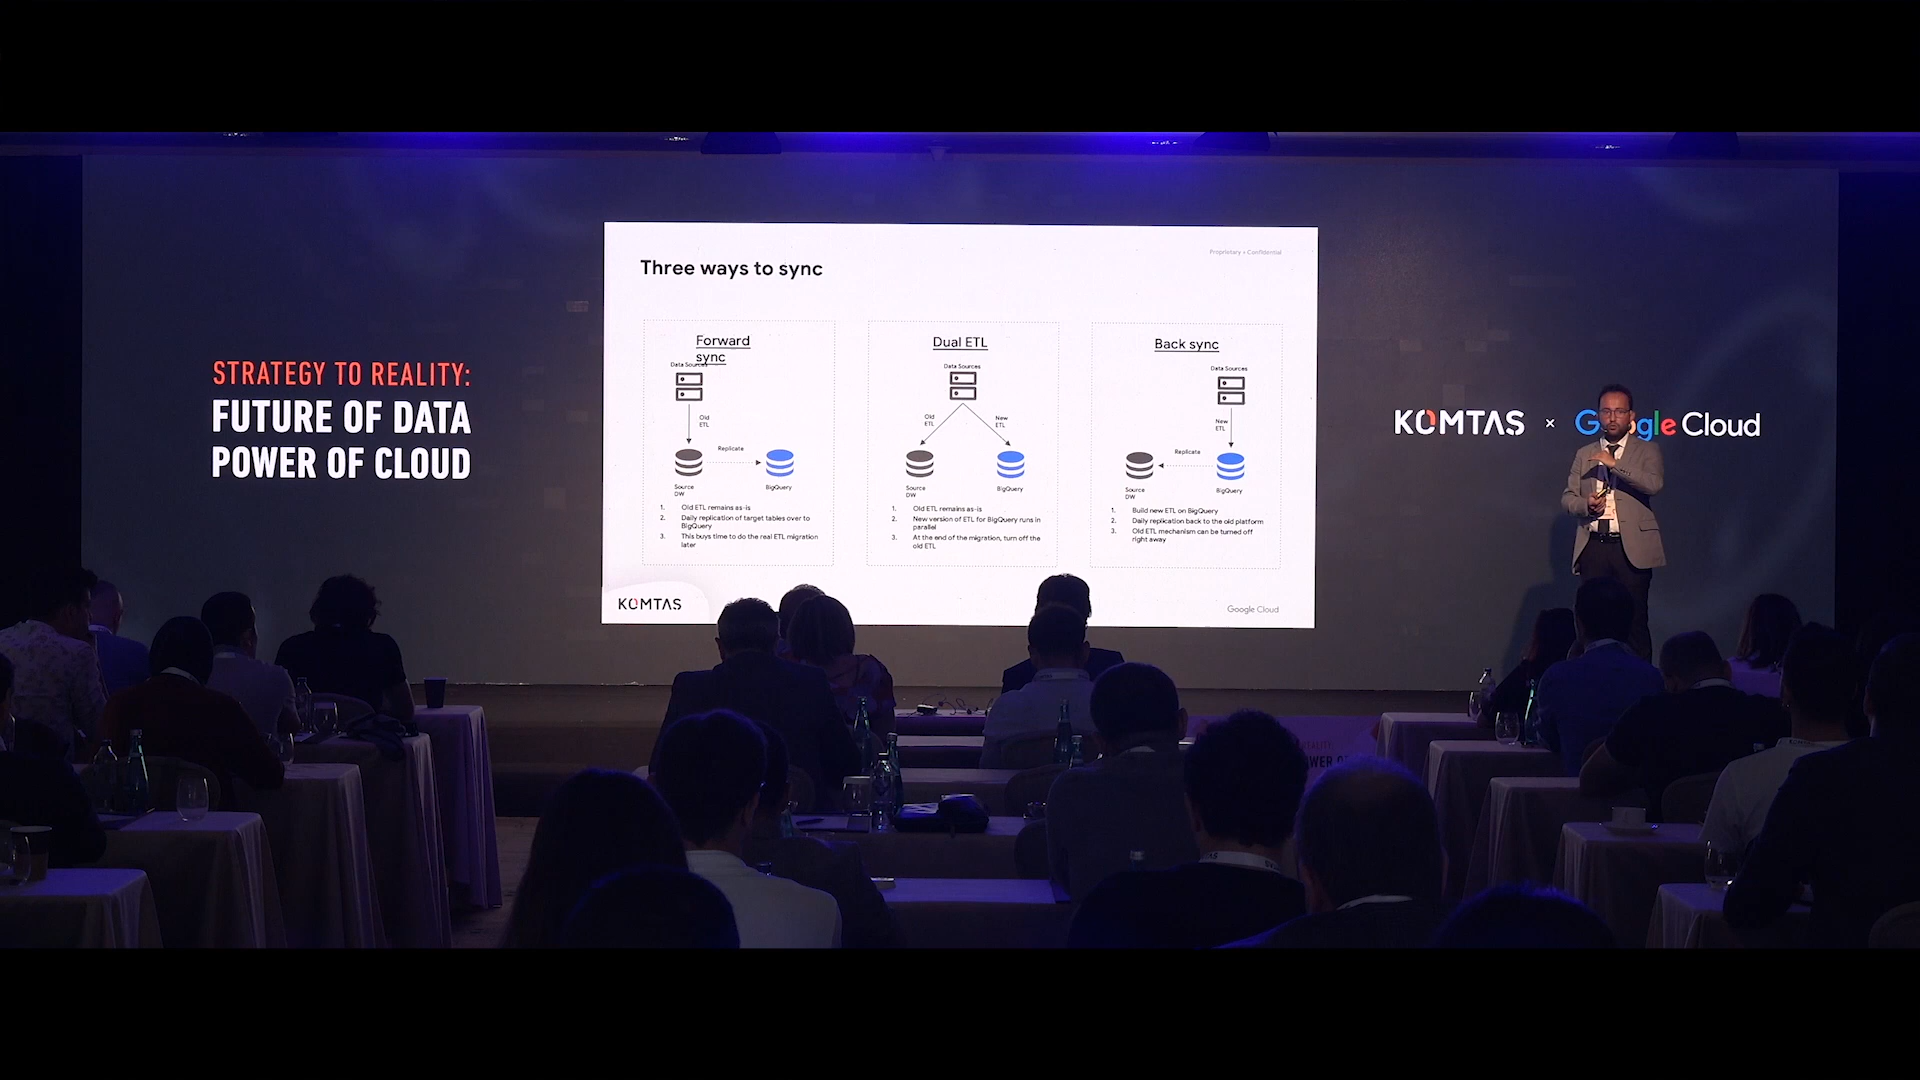 STRATEGY TO REALITY:
FUTURE OF DATA
POWER OF CLOUD
Proprietary + Confidential
Three ways to sync
Forward
sync
Data Sources
Old
ETL
Replicate
Source
DW
BigQuery
1. Old ETL remains as-is
2. Daily replication of target tables over to
BigQuery
3. This buys time to do the real ETL migration
later
Dual ETL
Data Sources
Old
ETL
New
ETL
Source
DW
BigQuery
1. Old ETL remains as-is
2. New version of ETL for BigQuery runs in
parallel
3. At the end of the migration, turn off the
old ETL
Back sync
Data Sources
New
ETL
Replicate
Source
DW
BigQuery
1. Build new ETL on BigQuery
2. Daily replication back to the old platform
3. Old ETL mechanism can be turned off
right away
KOMTAS
Google Cloud
KOMTAS × Google Cloud